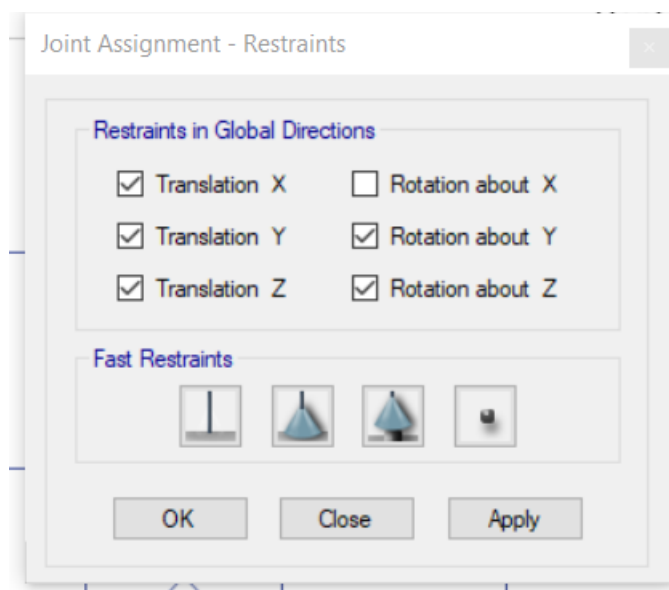 Joint Assignment - Restraints
Restraints in Global Directions
Translation X
Rotation about X
Translation Y
Rotation about Y
Translation Z
Rotation about Z
Fast Restraints
OK
Close
Apply